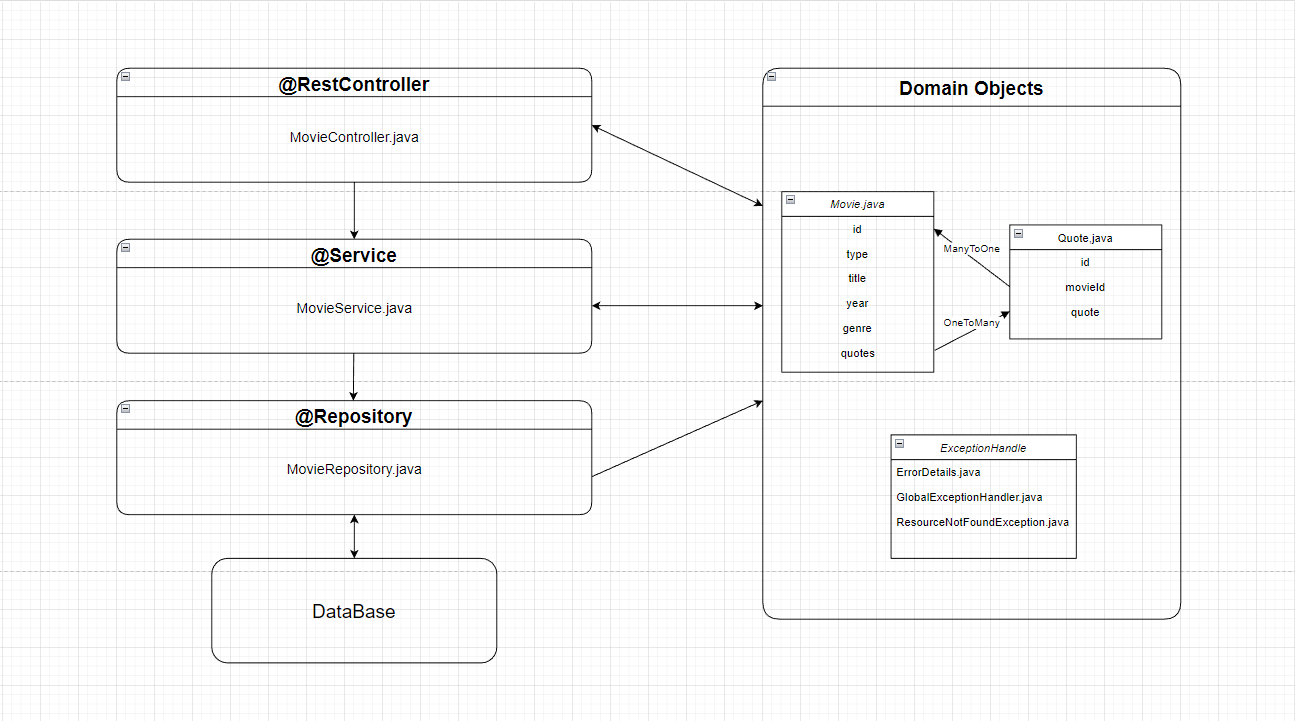 @RestController
MovieController.java
@Service
MovieService.java
@Repository
MovieRepository.java
DataBase
Domain Objects
Movie.java
id
type
title
year
genre
quotes
ManyToOne
OneToMany
Quote.java
id
movieId
quote
ExceptionHandle
ErrorDetails.java
GlobalExceptionHandler.java
ResourceNotFoundException.java